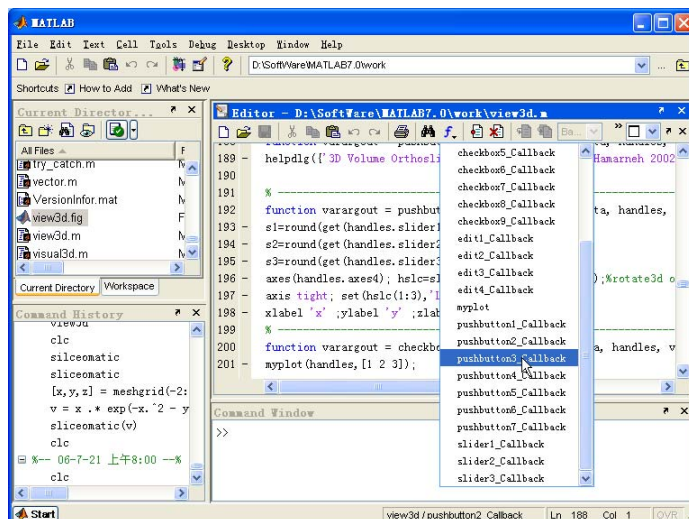 MATLAB
File Edit Text Cell Tools Debug Desktop Window Help
D:\SoftWare\MATLAB7.0\work
Shortcuts How to Add What's New
Current Director...
All Files
try_catch.m
vector.m
VersionInfor.mat
view3d.fig
view3d.m
visual3d.m
Current Directory Workspace
Command History
view3d
clc
silceomatic
sliceomatic
[x,y,z] = meshgrid(-2:
v = x .* exp(-x.^2 - y
sliceomatic(v)
clc
%-- 06-7-21 上午8:00 --%
clc
Editor - D:\SoftWare\MATLAB7.0\work\view3d.m
Ba...
189 - helpdlg(['3D Volume Orthosli Hamarneh 2002
190
191 % ----
192 function varargout = pushbut ta, handles,
193 - s1=round(get(handles.slider1
194 - s2=round(get(handles.slider2
195 - s3=round(get(handles.slider3
196 - axes(handles.axes4); hslc=sl );%rotate3d o
197 - axis tight; set(hslc(1:3),'L
198 - xlabel 'x' ;ylabel 'y' ;zlab
199 % ----
200 function varargout = checkbo ta, handles, v
201 - myplot(handles,[1 2 3]);
checkbox5_Callback
checkbox6_Callback
checkbox7_Callback
checkbox8_Callback
checkbox9_Callback
edit1_Callback
edit2_Callback
edit3_Callback
edit4_Callback
myplot
pushbutton1_Callback
pushbutton2_Callback
pushbutton3_Callback
pushbutton4_Callback
pushbutton5_Callback
pushbutton6_Callback
pushbutton7_Callback
slider1_Callback
slider2_Callback
slider3_Callback
Command Window
>>
Start
view3d / pushbutton2_Callback Ln 188 Col 1 OVR